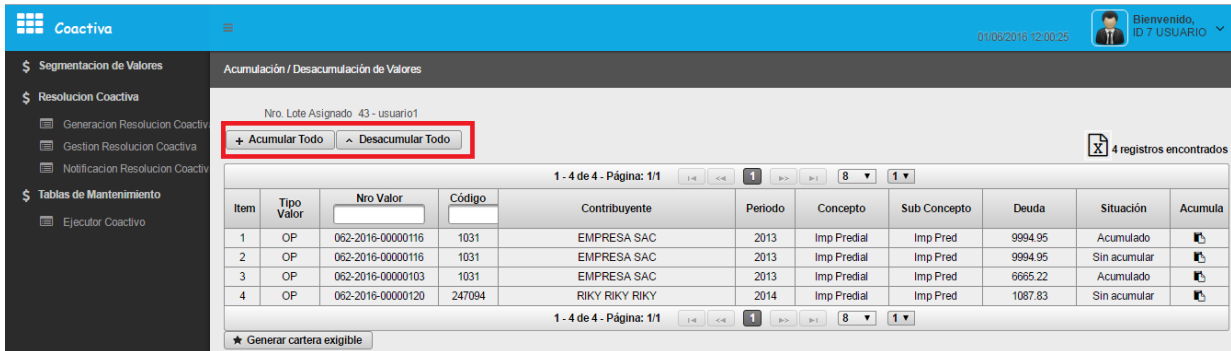 Coactiva
01/06/2016 12:00:25
Bienvenido,
ID 7 USUARIO
$ Segmentacion de Valores
$ Resolucion Coactiva
Generacion Resolucion Coactiv
Gestion Resolucion Coactiva
Notificacion Resolucion Coactiv
$ Tablas de Mantenimiento
Ejecutor Coactivo
Acumulación / Desacumulación de Valores
Nro. Lote Asignado 43 - usuario1
+ Acumular Todo ^ Desacumular Todo
4 registros encontrados
1 - 4 de 4 - Página: 1/1 1 8 1
Item Tipo Valor Nro Valor Código Contribuyente Periodo Concepto Sub Concepto Deuda Situación Acumula
1 OP 062-2016-00000116 1031 EMPRESA SAC 2013 Imp Predial Imp Pred 9994.95 Acumulado
2 OP 062-2016-00000116 1031 EMPRESA SAC 2013 Imp Predial Imp Pred 9994.95 Sin acumular
3 OP 062-2016-00000103 1031 EMPRESA SAC 2013 Imp Predial Imp Pred 6665.22 Acumulado
4 OP 062-2016-00000120 247094 RIKY RIKY RIKY 2014 Imp Predial Imp Pred 1087.83 Sin acumular
1 - 4 de 4 - Página: 1/1 1 8 1
★ Generar cartera exigible